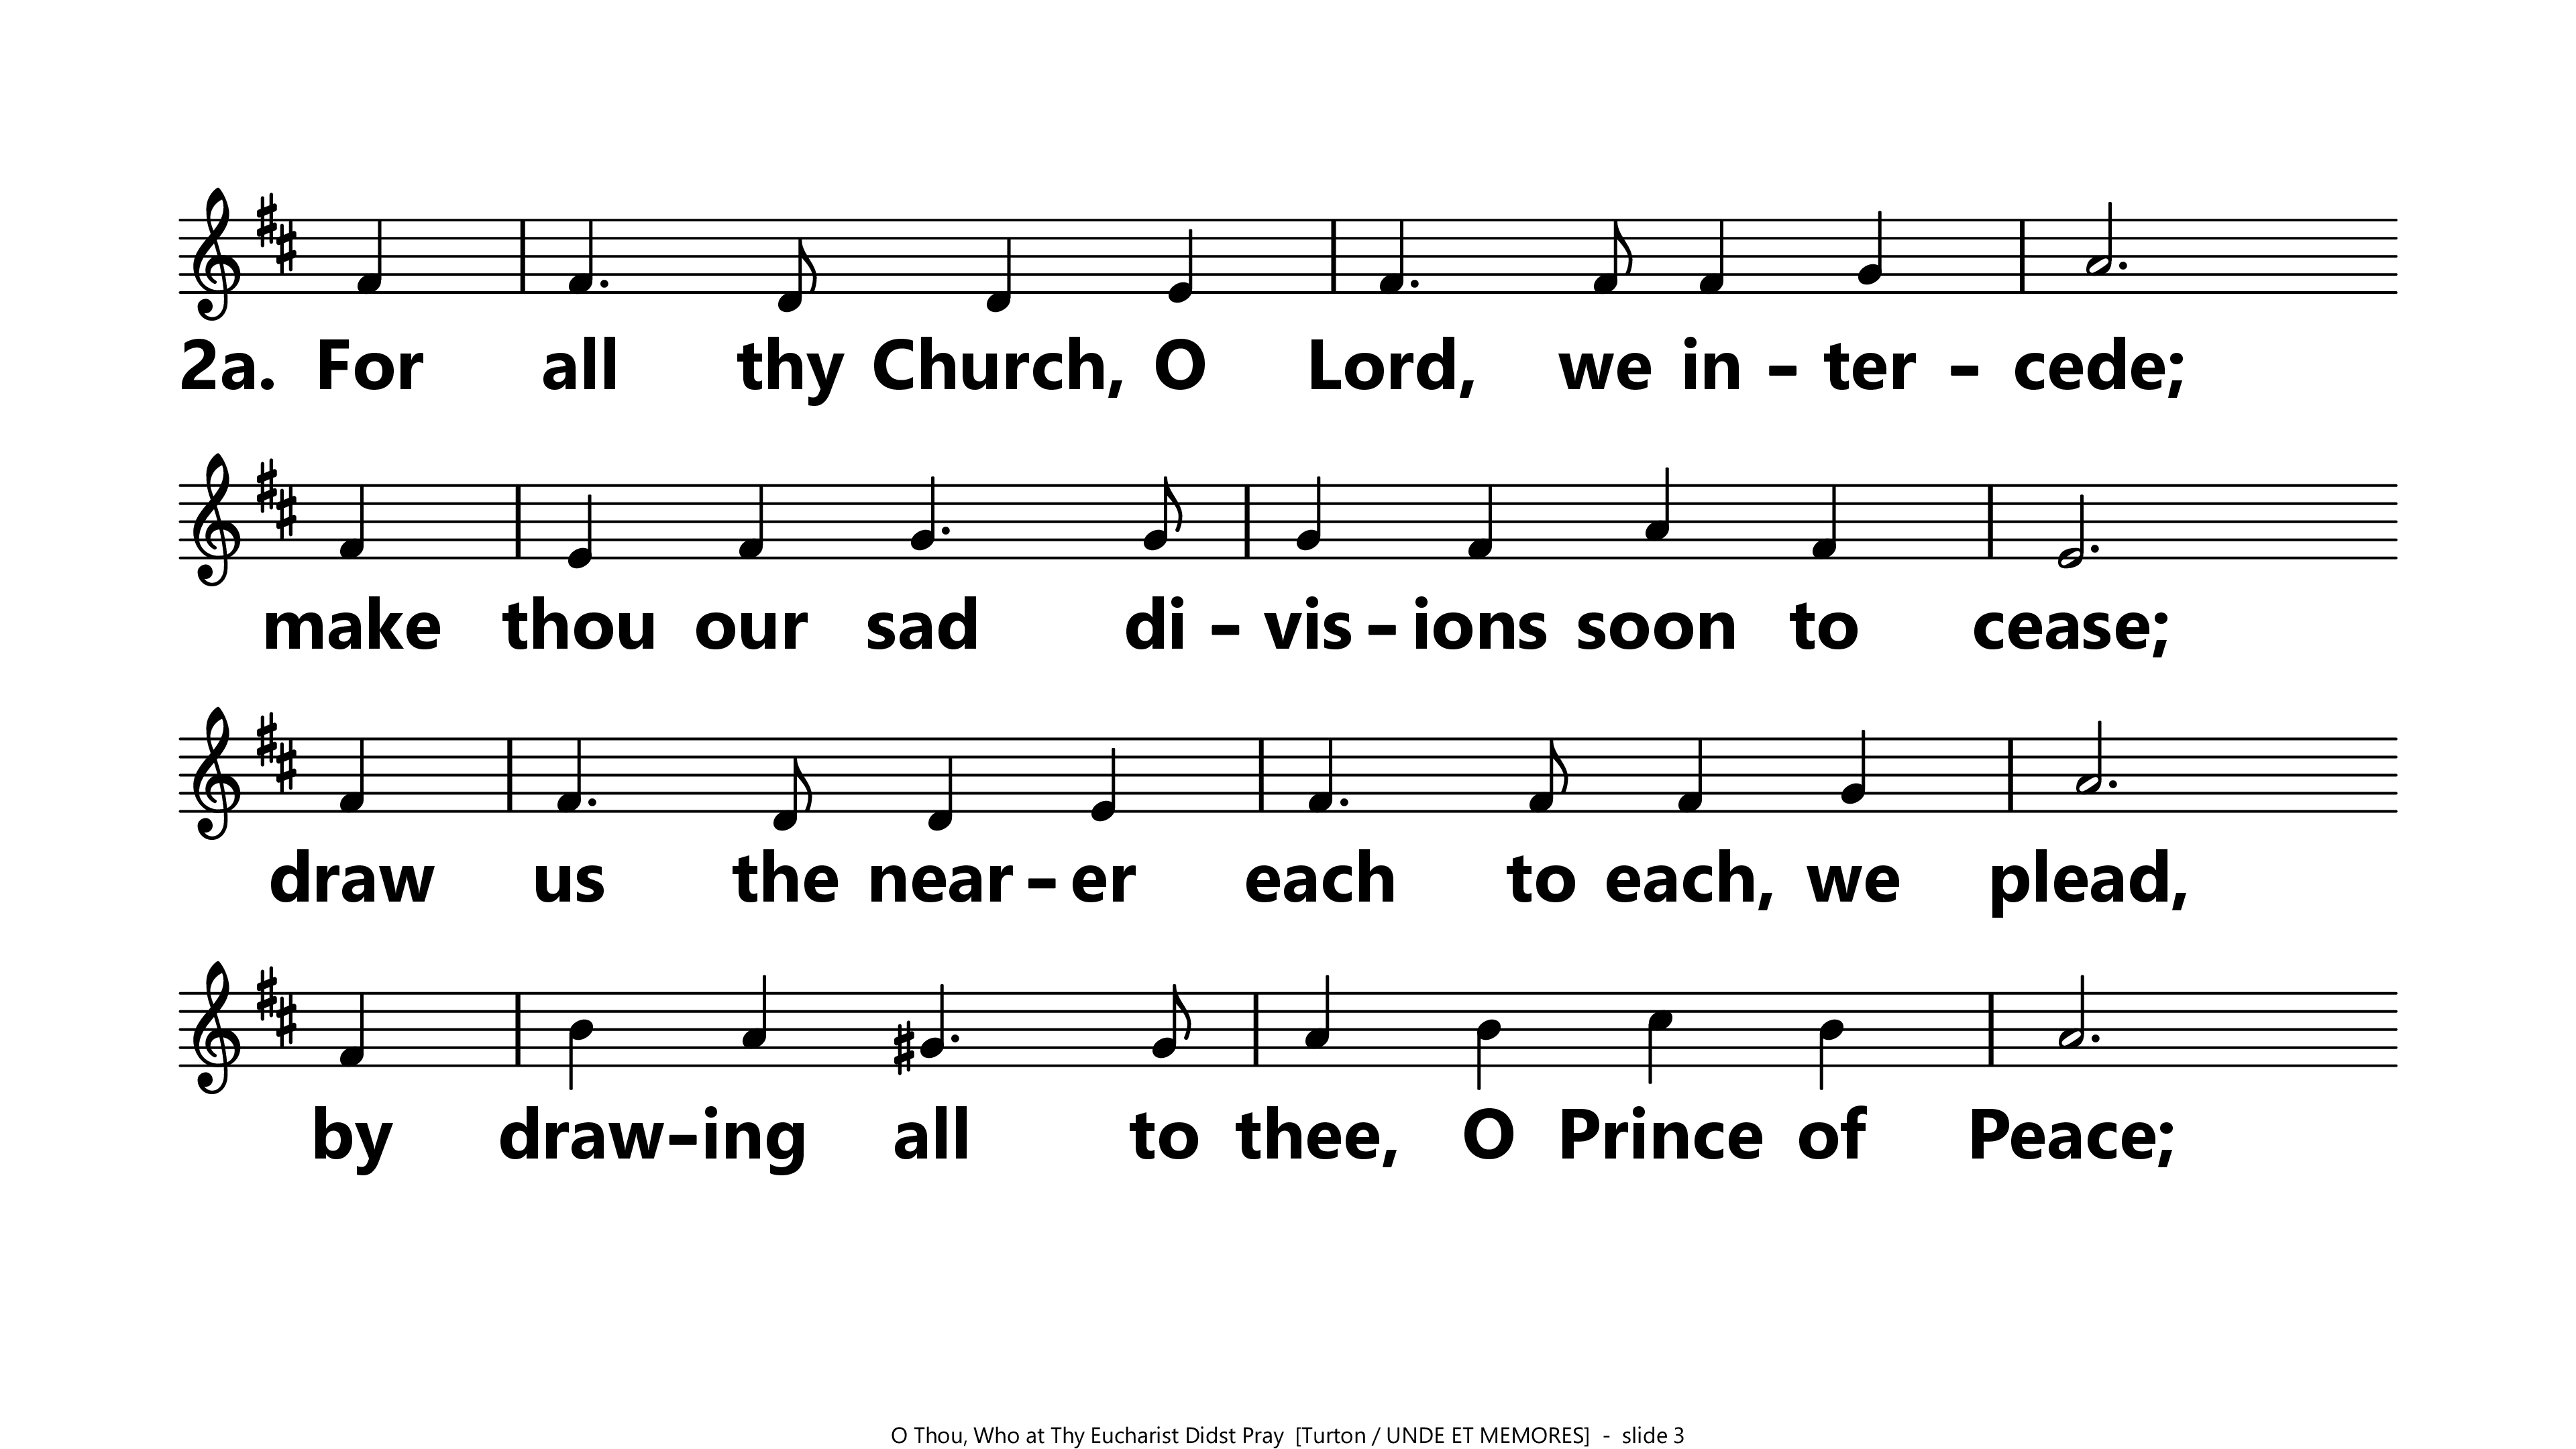 2a. For all thy Church, O Lord, we in - ter - cede;
make thou our sad di - vis - ions soon to cease;
draw us the near - er each to each, we plead,
by draw - ing all to thee, O Prince of Peace;
O Thou, Who at Thy Eucharist Didst Pray [Turton / UNDE ET MEMORES] - slide 3